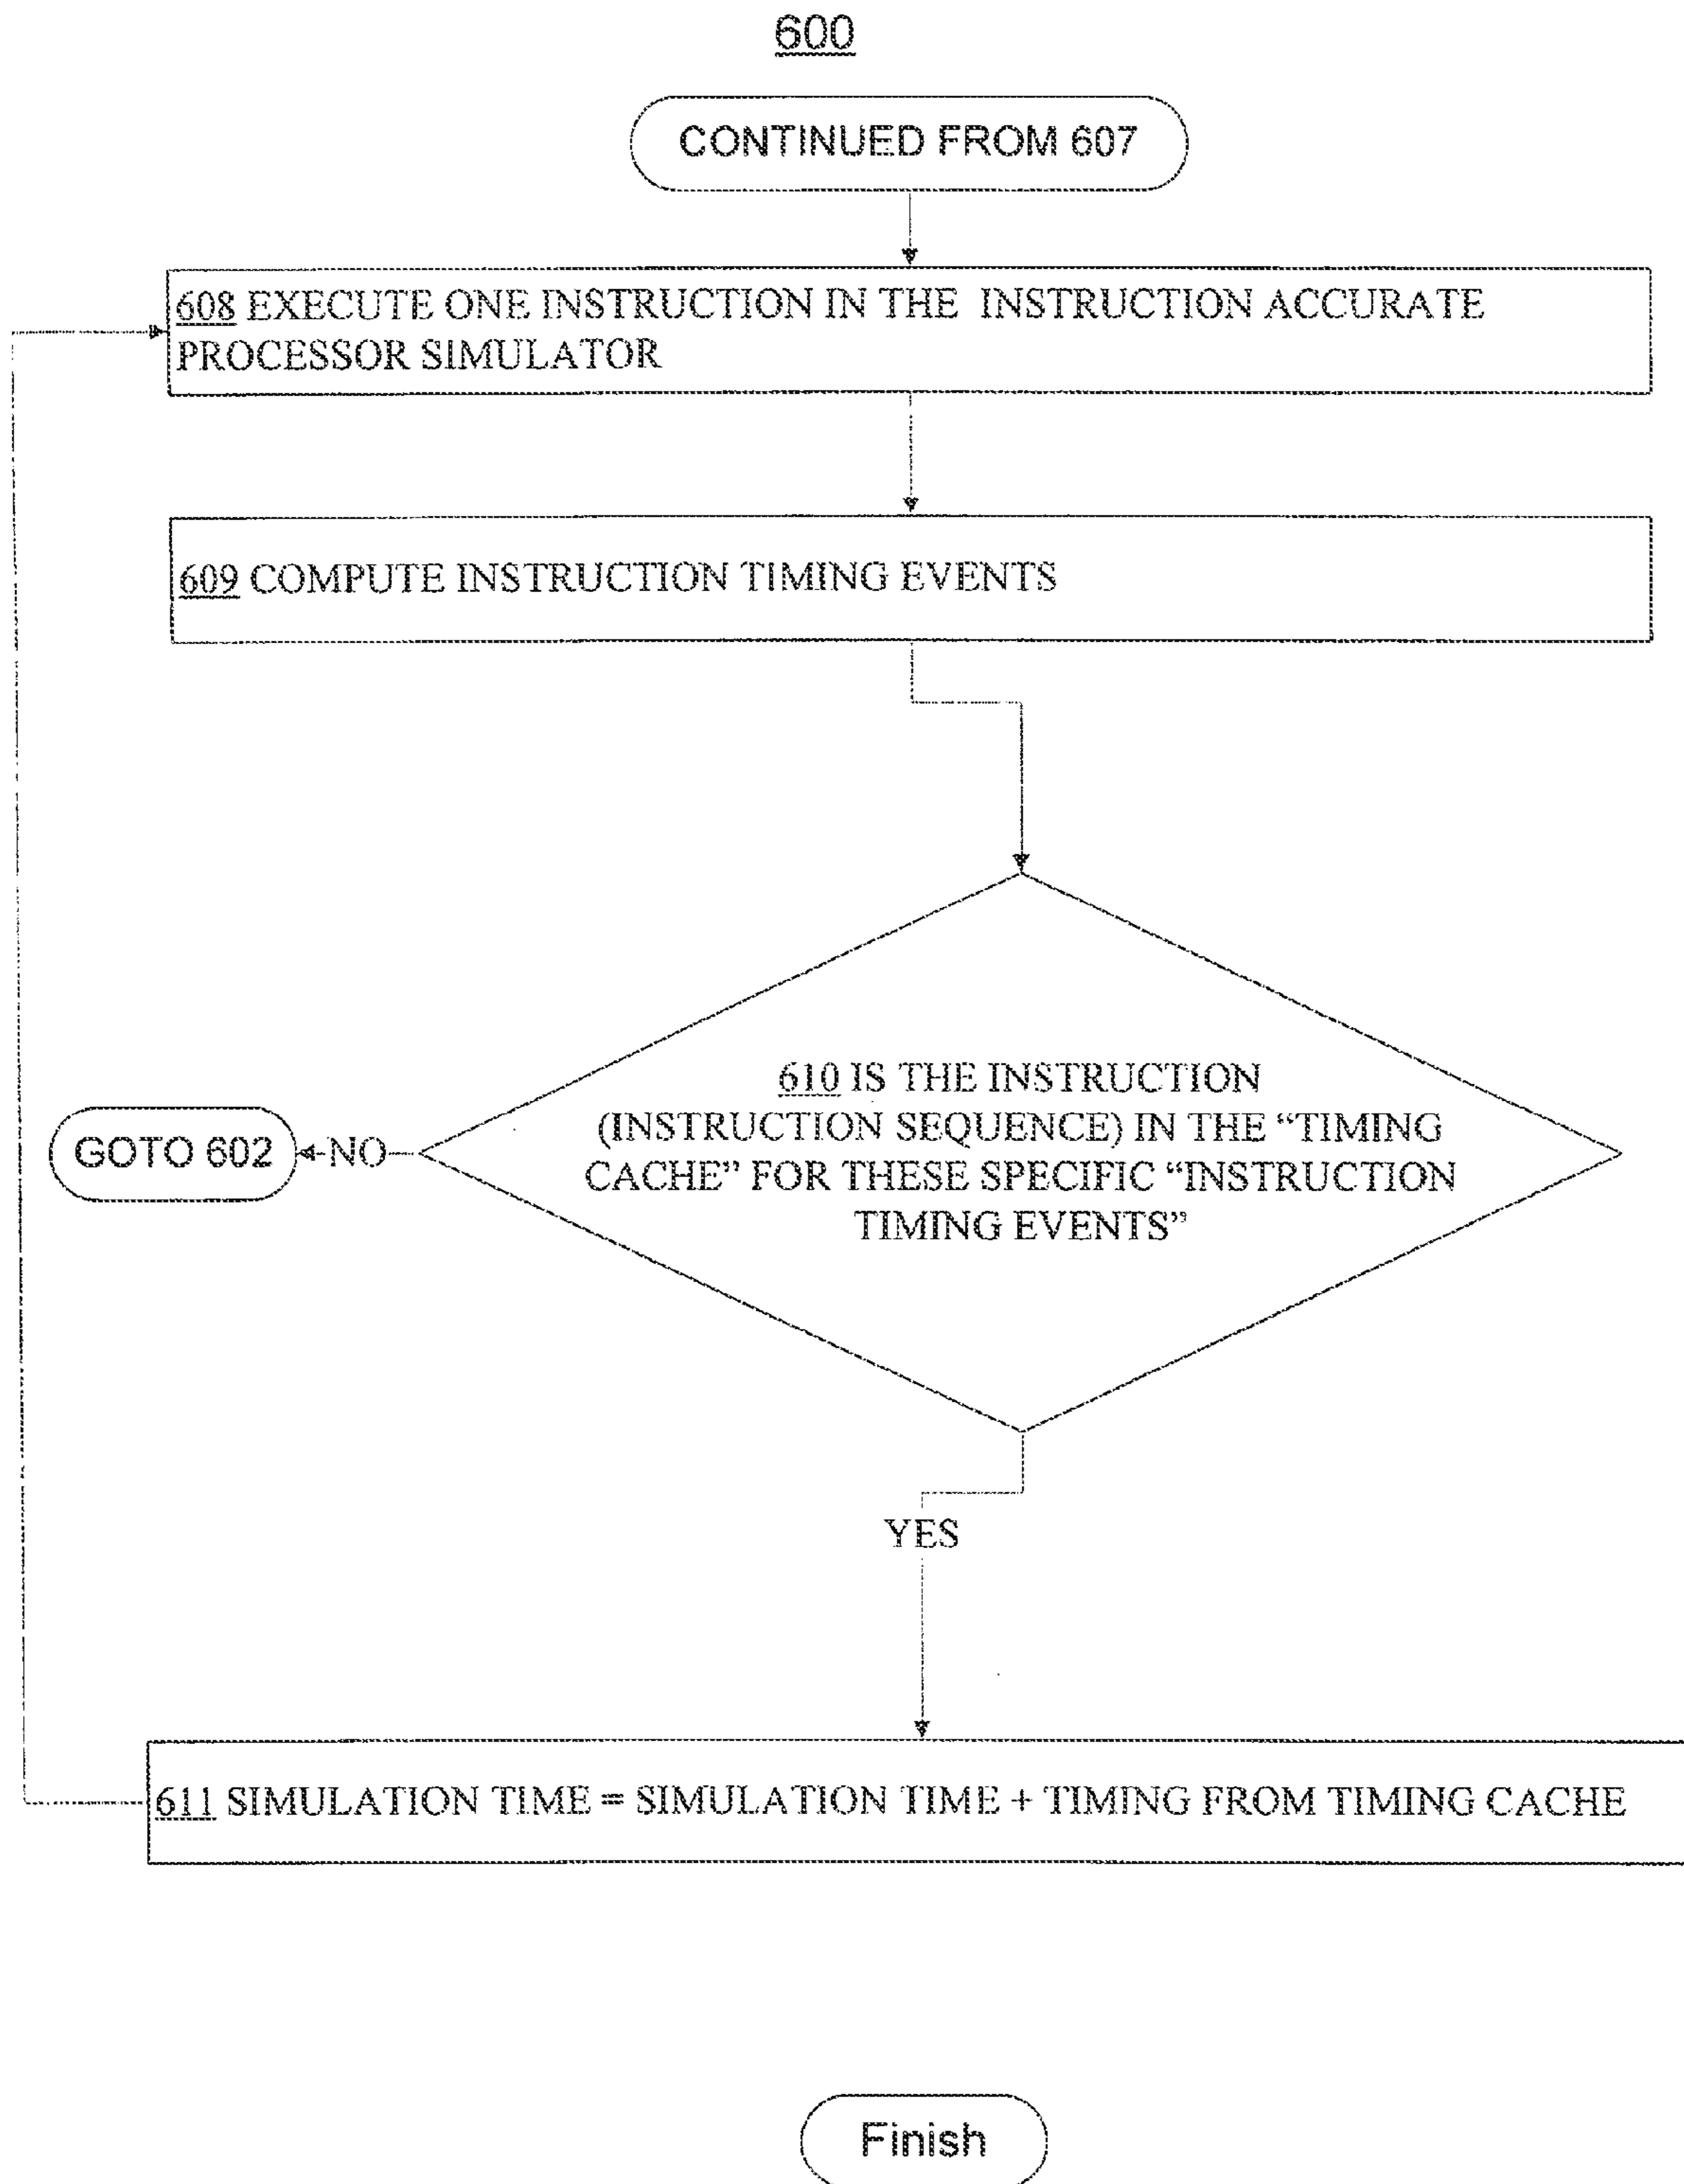 600
CONTINUED FROM 607
608 EXECUTE ONE INSTRUCTION IN THE INSTRUCTION ACCURATE
PROCESSOR SIMULATOR
609 COMPUTE INSTRUCTION TIMING EVENTS
610 IS THE INSTRUCTION
(INSTRUCTION SEQUENCE) IN THE “TIMING
CACHE” FOR THESE SPECIFIC “INSTRUCTION
TIMING EVENTS”
NO
GOTO 602
YES
611 SIMULATION TIME = SIMULATION TIME + TIMING FROM TIMING CACHE
Finish